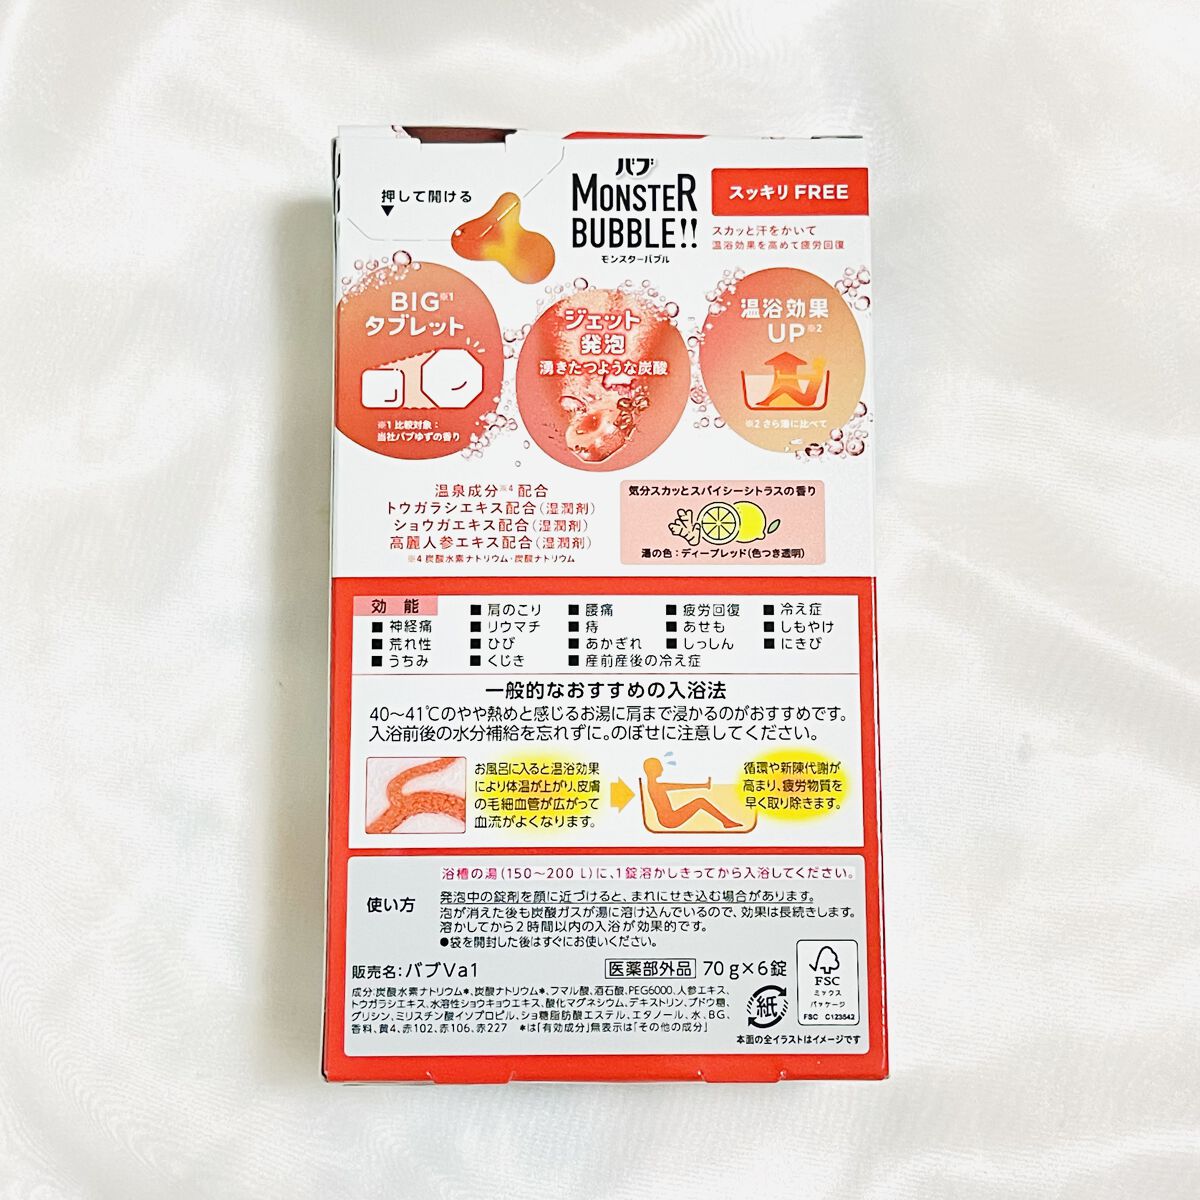 押して開ける
バブ
MONSTER
BUBBLE!!
モンスターバブル
スッキリ FREE
スカッと汗をかいて
温浴効果を高めて疲労回復
BIG※1
タブレット
※1 比較対象：
当社バブゆずの香り
ジェット
発泡
湧きたつような炭酸
温浴効果
UP※2
※2 さら湯に比べて
温泉成分※4配合
トウガラシエキス配合(湿潤剤)
ショウガエキス配合(湿潤剤)
高麗人参エキス配合(湿潤剤)
※4 炭酸水素ナトリウム・炭酸ナトリウム
気分スカッとスパイシーシトラスの香り
湯の色：ディープレッド(色つき透明)
効能
■肩のこり ■腰痛 ■疲労回復 ■冷え症
■神経痛 ■リウマチ ■痔 ■あせも ■しもやけ
■荒れ性 ■ひび ■あかぎれ ■しっしん ■にきび
■うちみ ■くじき ■産前産後の冷え症
一般的なおすすめの入浴法
40～41℃のやや熱めと感じるお湯に肩まで浸かるのがおすすめです。
入浴前後の水分補給を忘れずに。のぼせに注意してください。
お風呂に入ると温浴効果
により体温が上がり、皮膚
の毛細血管が広がって
血流がよくなります。
循環や新陳代謝が
高まり、疲労物質を
早く取り除きます。
使い方
浴槽の湯(150～200 L)に、1錠溶かしきってから入浴してください。
発泡中の錠剤を顔に近づけると、まれにせき込む場合があります。
泡が消えた後も炭酸ガスが湯に溶け込んでいるので、効果は長続きします。
溶かしてから2時間以内の入浴が効果的です。
●袋を開封した後はすぐにお使いください。
販売名：バブVa1
医薬部外品 70g×6錠
成分：炭酸水素ナトリウム*、炭酸ナトリウム*、フマル酸、酒石酸、PEG6000、人参エキス、
トウガラシエキス、水溶性ショウキョウエキス、酸化マグネシウム、デキストリン、ブドウ糖、
グリシン、ミリスチン酸イソプロピル、ショ糖脂肪酸エステル、エタノール、水、BG、
香料、黄4、赤102、赤106、赤227 *は「有効成分」無表示は「その他の成分」
紙
FSC
ミックス
パッケージ
FSC C123542
本面の全イラストはイメージです